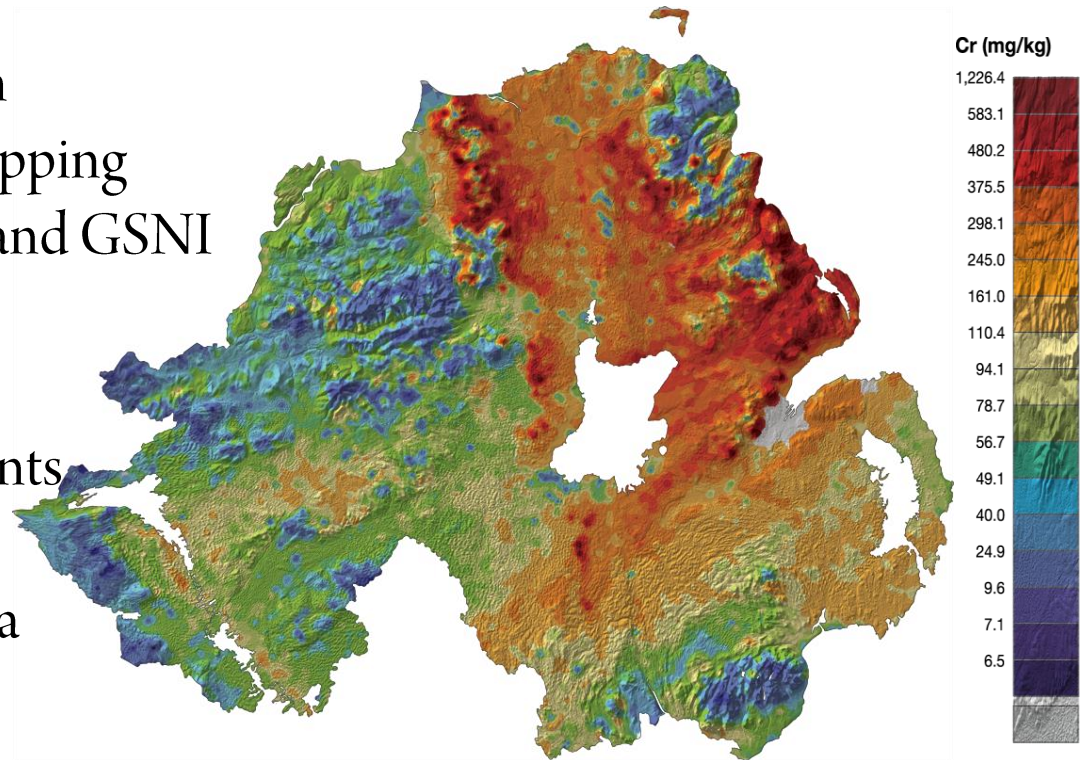 n
pping
and GSNI
nts
a
Cr (mg/kg)
1,226.4
583.1
480.2
375.5
298.1
245.0
161.0
110.4
94.1
78.7
56.7
49.1
40.0
24.9
9.6
7.1
6.5